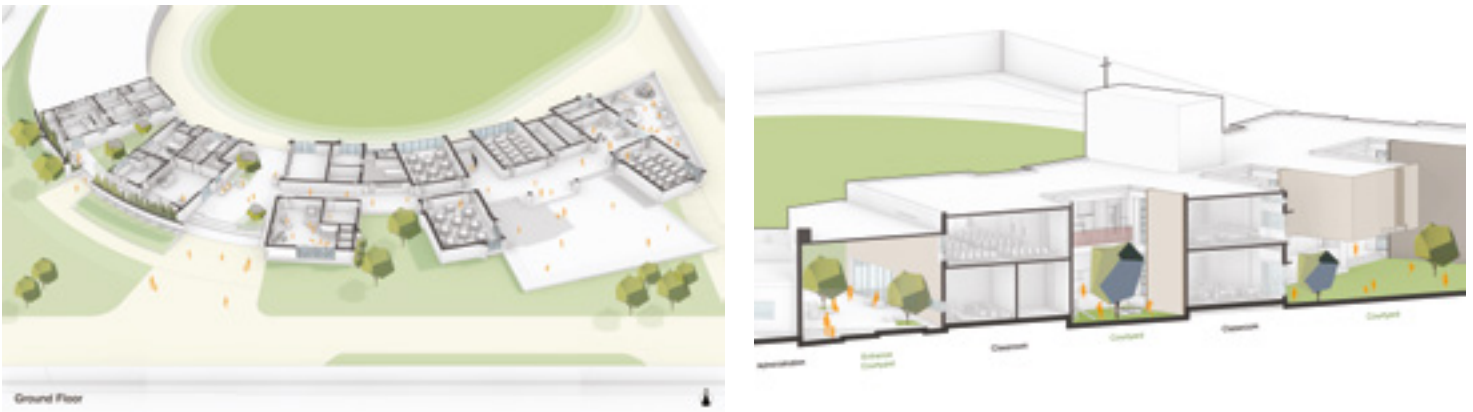 Ground Floor
Administration
Entrance
Courtyard
Classroom
Courtyard
Classroom
Courtyard